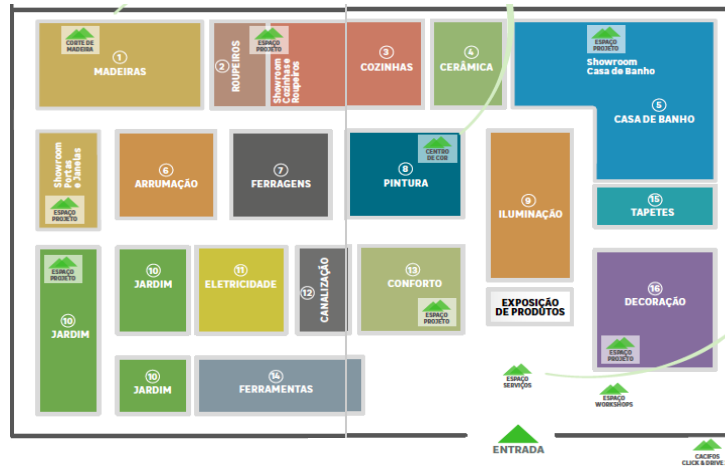 CORTE DE
MADEIRA
1
MADEIRAS
2
ROUPEIROS
ESPAÇO
PROJETO
Showroom
Cozinhas e
Roupeiros
3
COZINHAS
4
CERÂMICA
ESPAÇO
PROJETO
Showroom
Casa de Banho
5
CASA DE BANHO
Showroom
Portas
e Janelas
ESPAÇO
PROJETO
6
ARRUMAÇÃO
7
FERRAGENS
CENTRO
DE COR
8
PINTURA
9
ILUMINAÇÃO
15
TAPETES
ESPAÇO
PROJETO
10
JARDIM
10
JARDIM
11
ELETRICIDADE
12
CANALIZAÇÃO
13
CONFORTO
ESPAÇO
PROJETO
EXPOSIÇÃO
DE PRODUTOS
16
DECORAÇÃO
ESPAÇO
PROJETO
10
JARDIM
14
FERRAMENTAS
ESPAÇO
SERVIÇOS
ESPAÇO
WORKSHOPS
ENTRADA
CACIFOS
CLICK & DRIVE